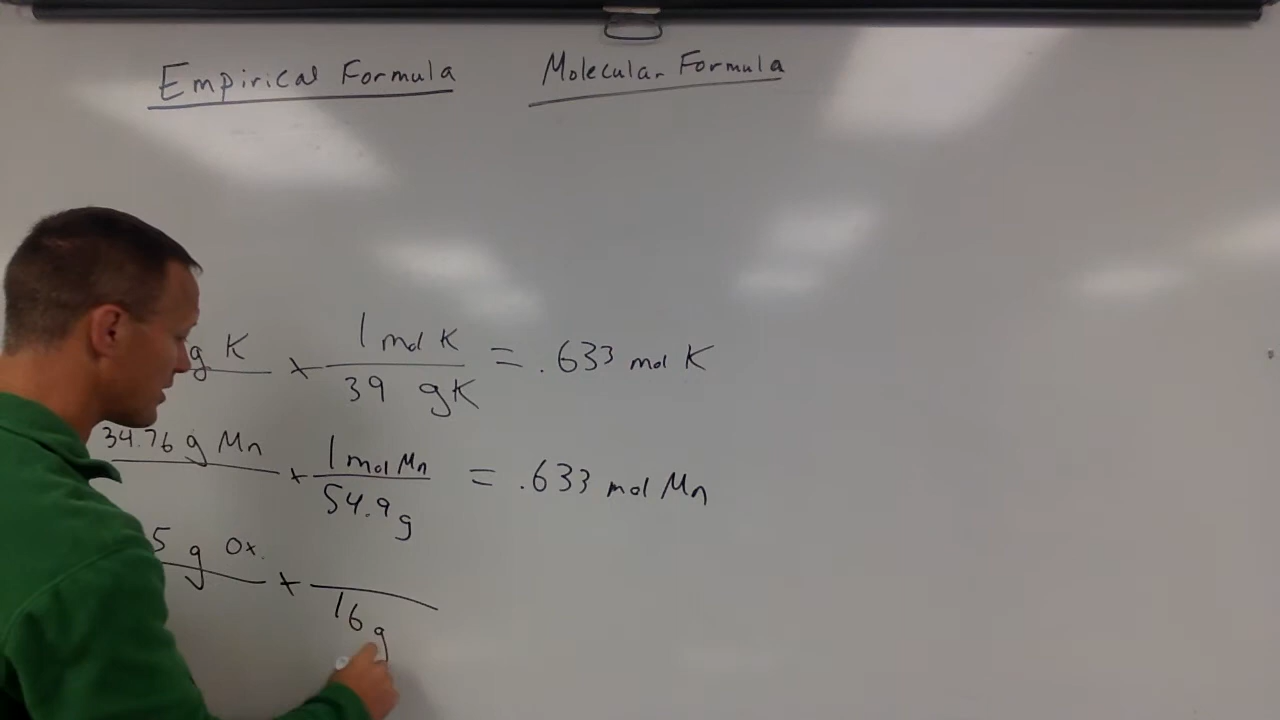 Empirical Formula Molecular Formula
g K × 1 mol K / 39 gK = .633 mol K
34.76 g Mn × 1 mol Mn / 54.9 g = .633 mol Mn
5 g Ox. × / 16 g